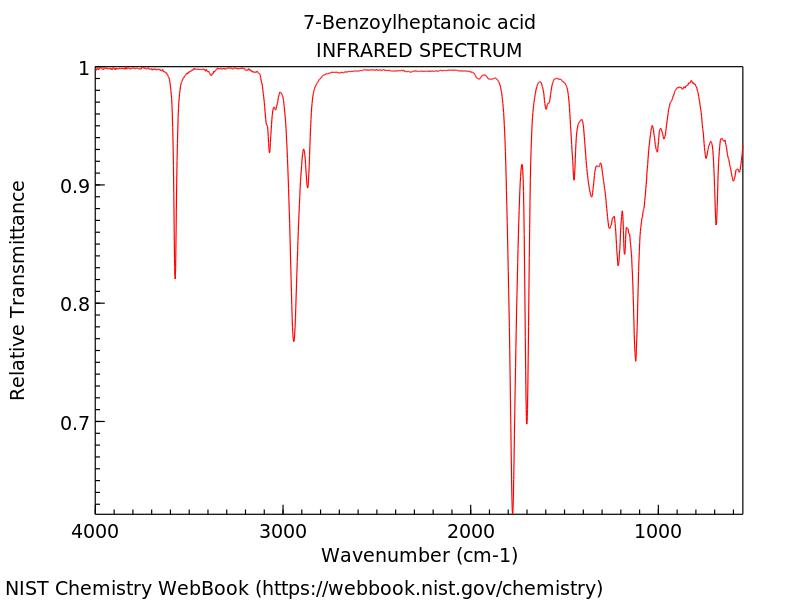 7-Benzoylheptanoic acid
INFRARED SPECTRUM
1
0.9
0.8
0.7
Relative Transmittance
4000 3000 2000 1000
Wavenumber (cm-1)
NIST Chemistry WebBook (https://webbook.nist.gov/chemistry)